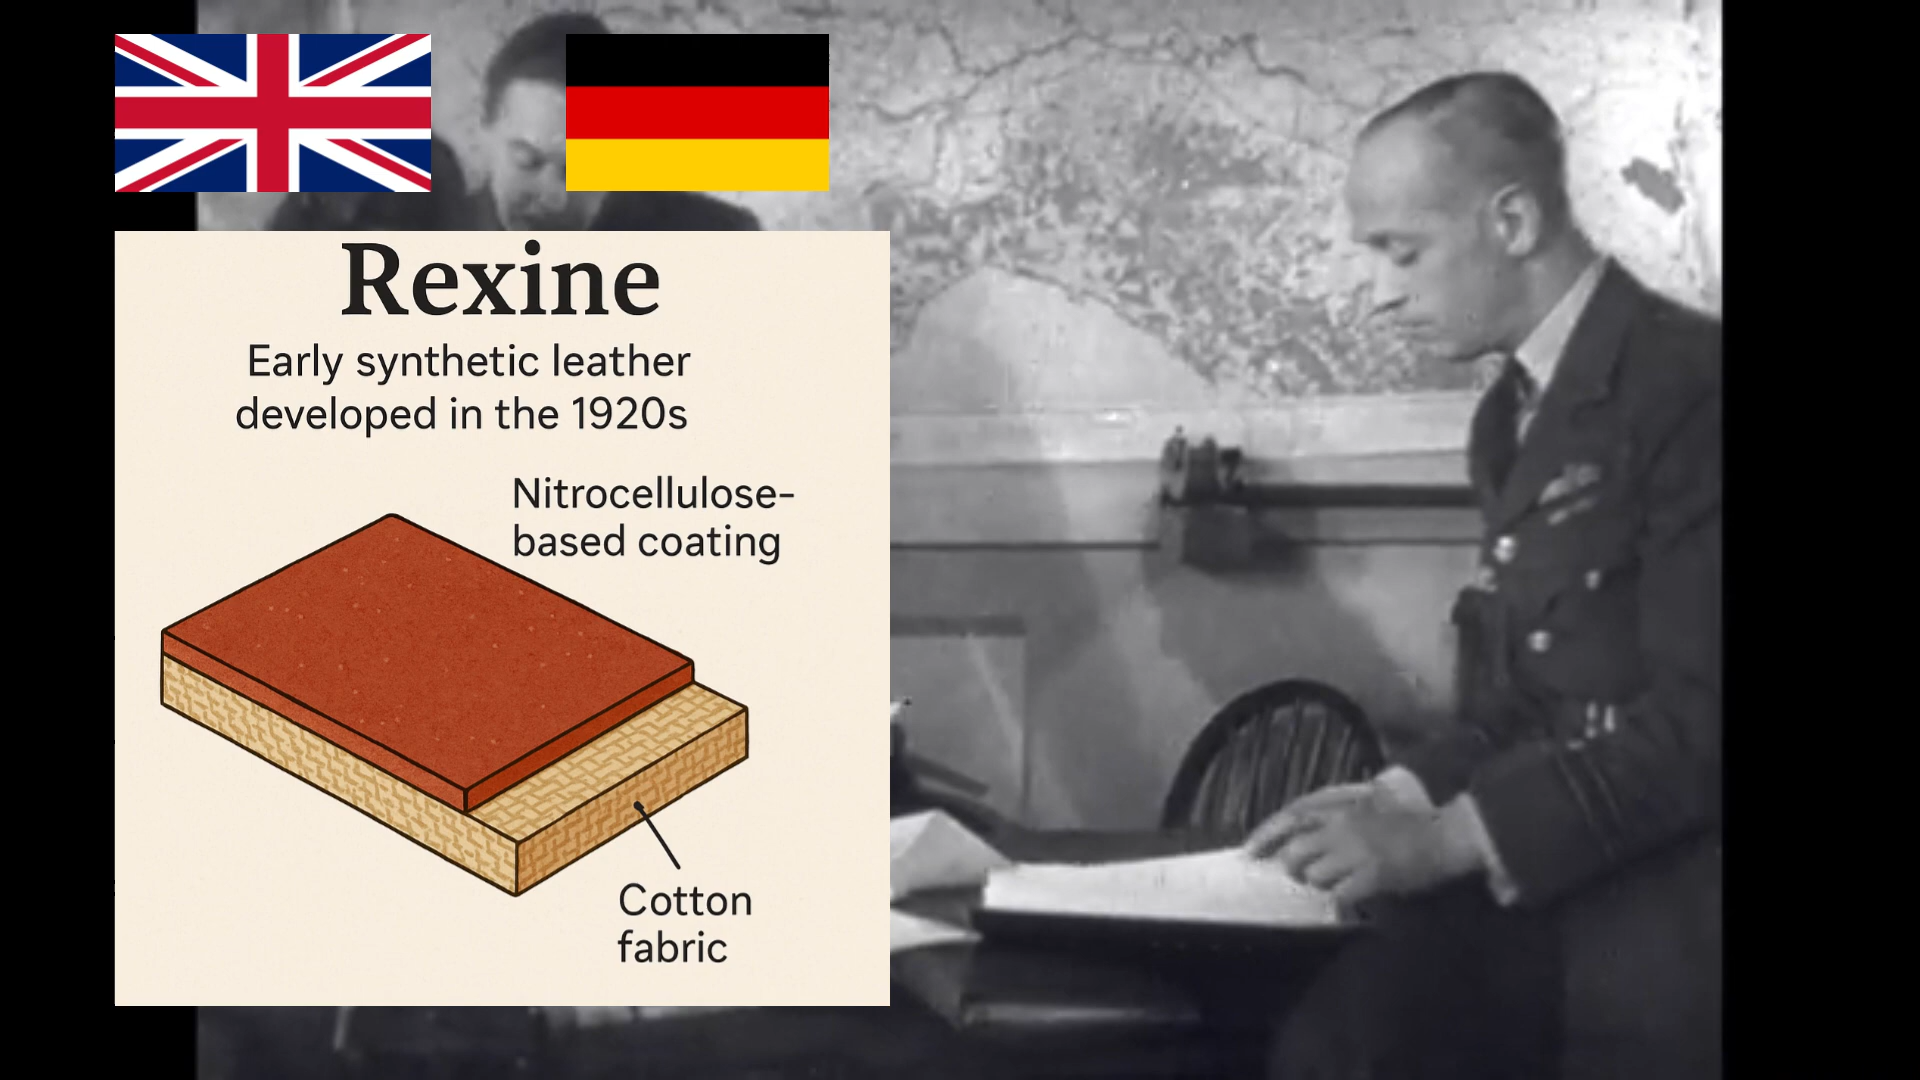 Rexine
Early synthetic leather
developed in the 1920s
Nitrocellulose-
based coating
Cotton
fabric